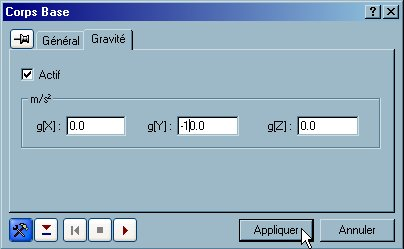 Corps Base
Général Gravité
Actif
m/s²
g[X] : 0.0 g[Y] : -10.0 g[Z] : 0.0
Appliquer Annuler